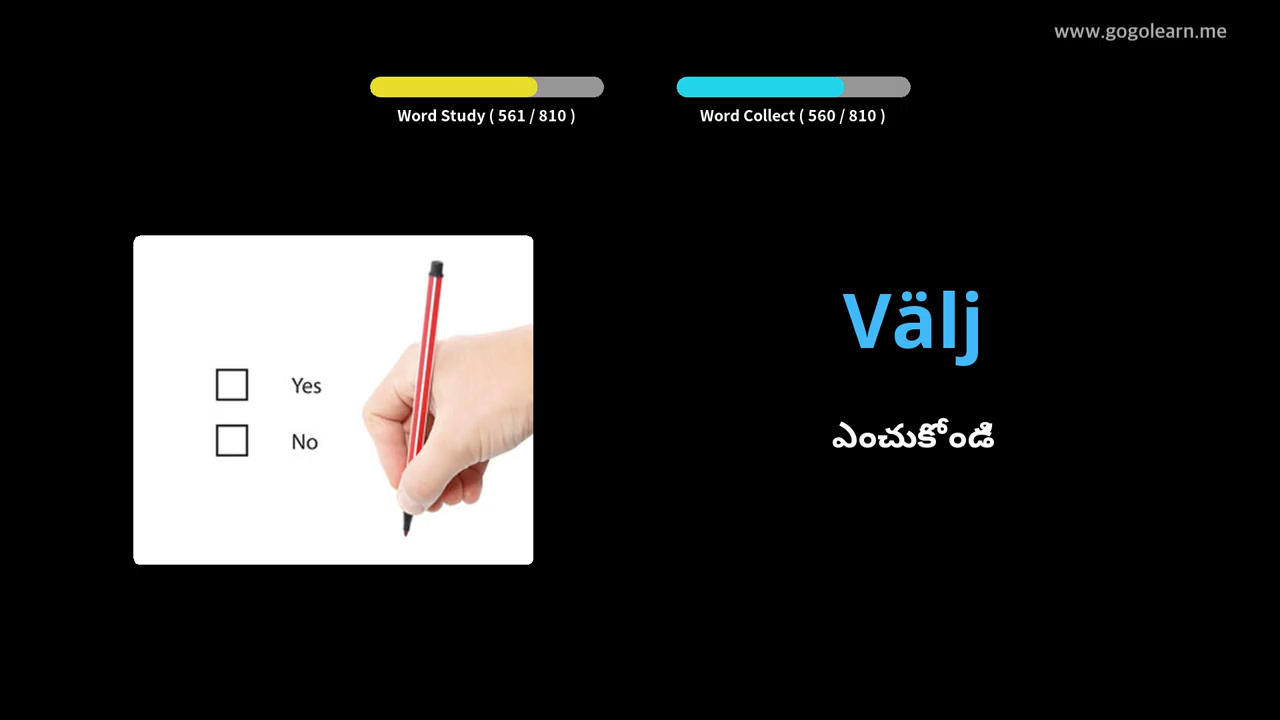 www.gogolearn.me
Word Study ( 561 / 810 )
Word Collect ( 560 / 810 )
Välj
ఎంచుకోండి
Yes
No